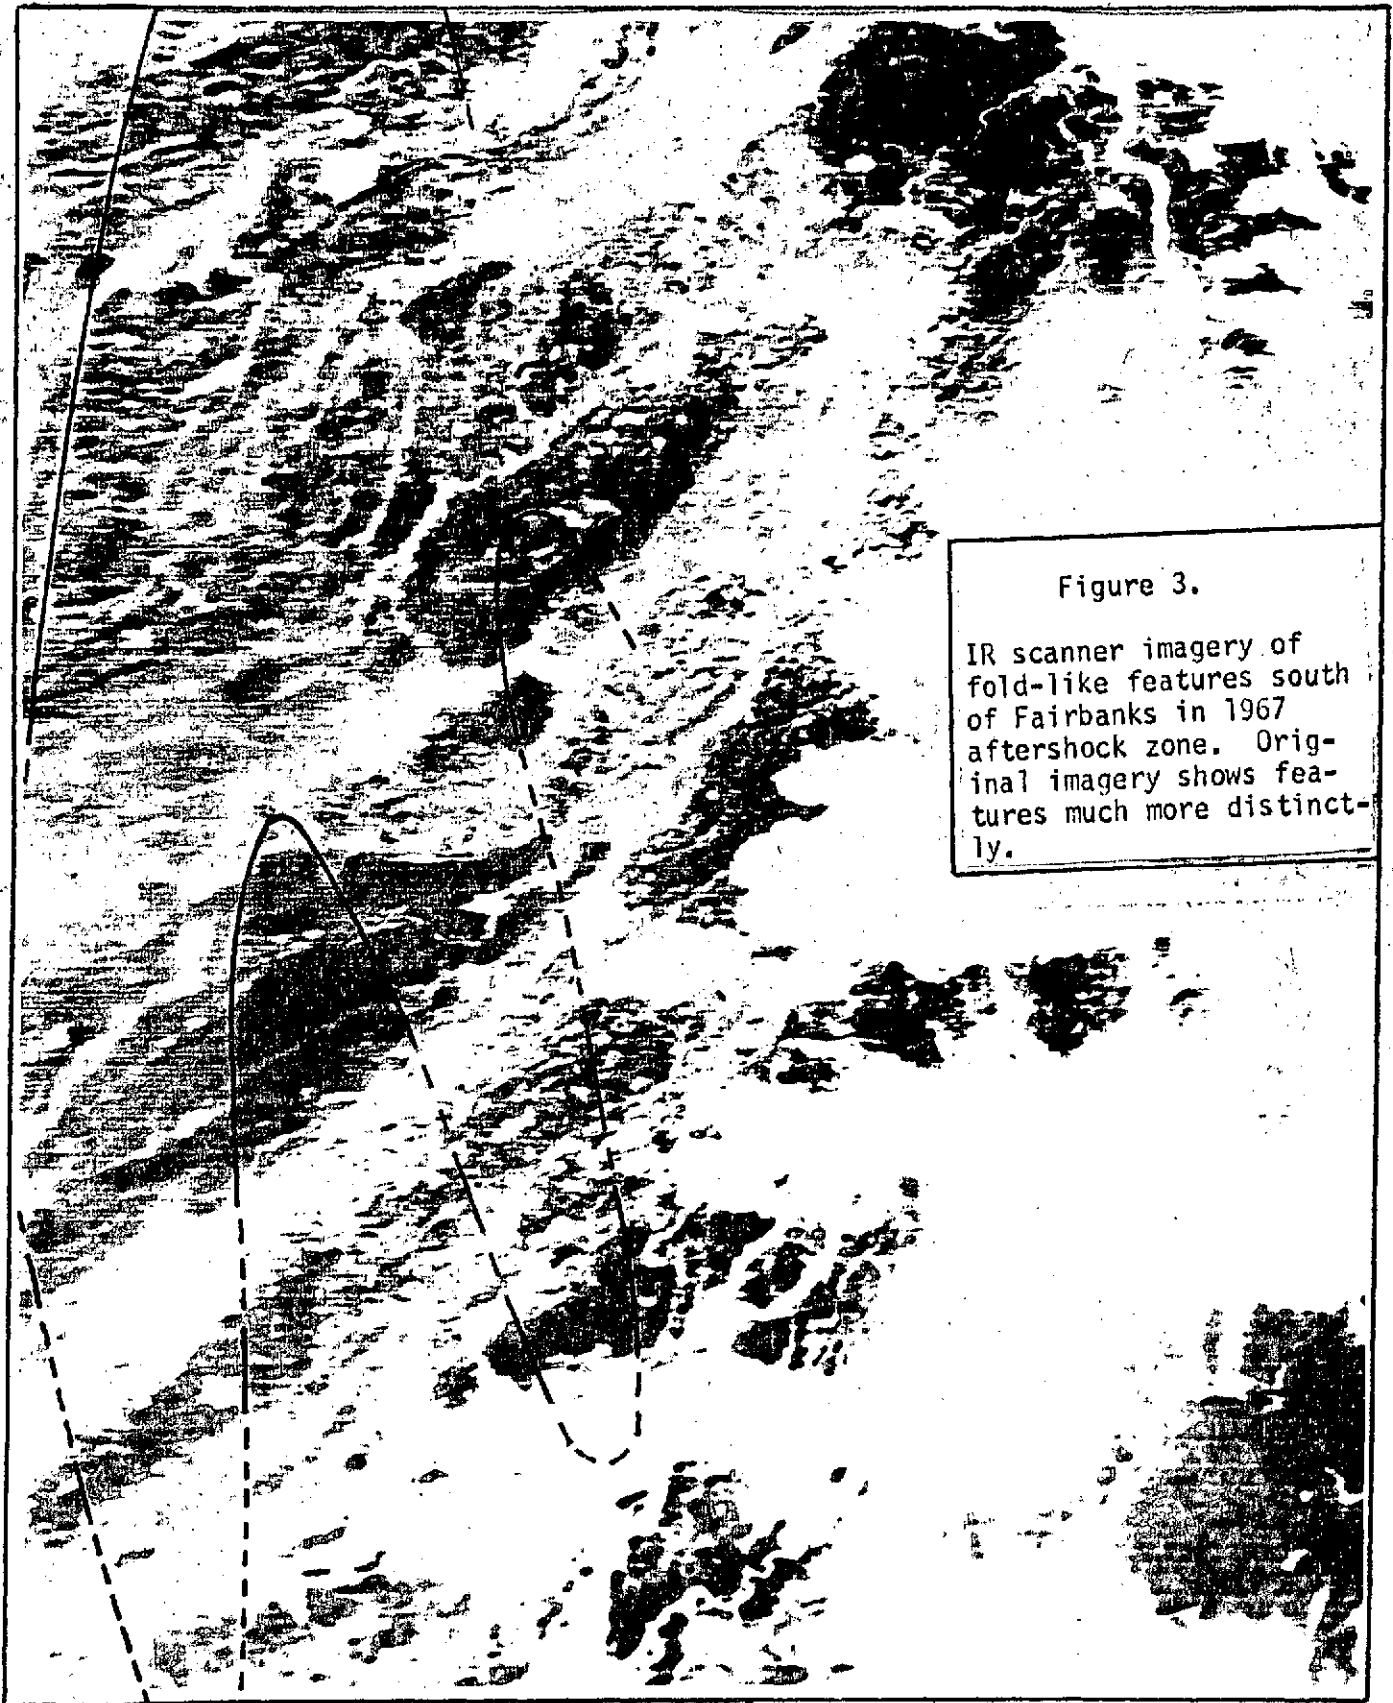 Figure 3.
IR scanner imagery of
fold-like features south
of Fairbanks in 1967
aftershock zone. Orig-
inal imagery shows fea-
tures much more distinct-
ly.